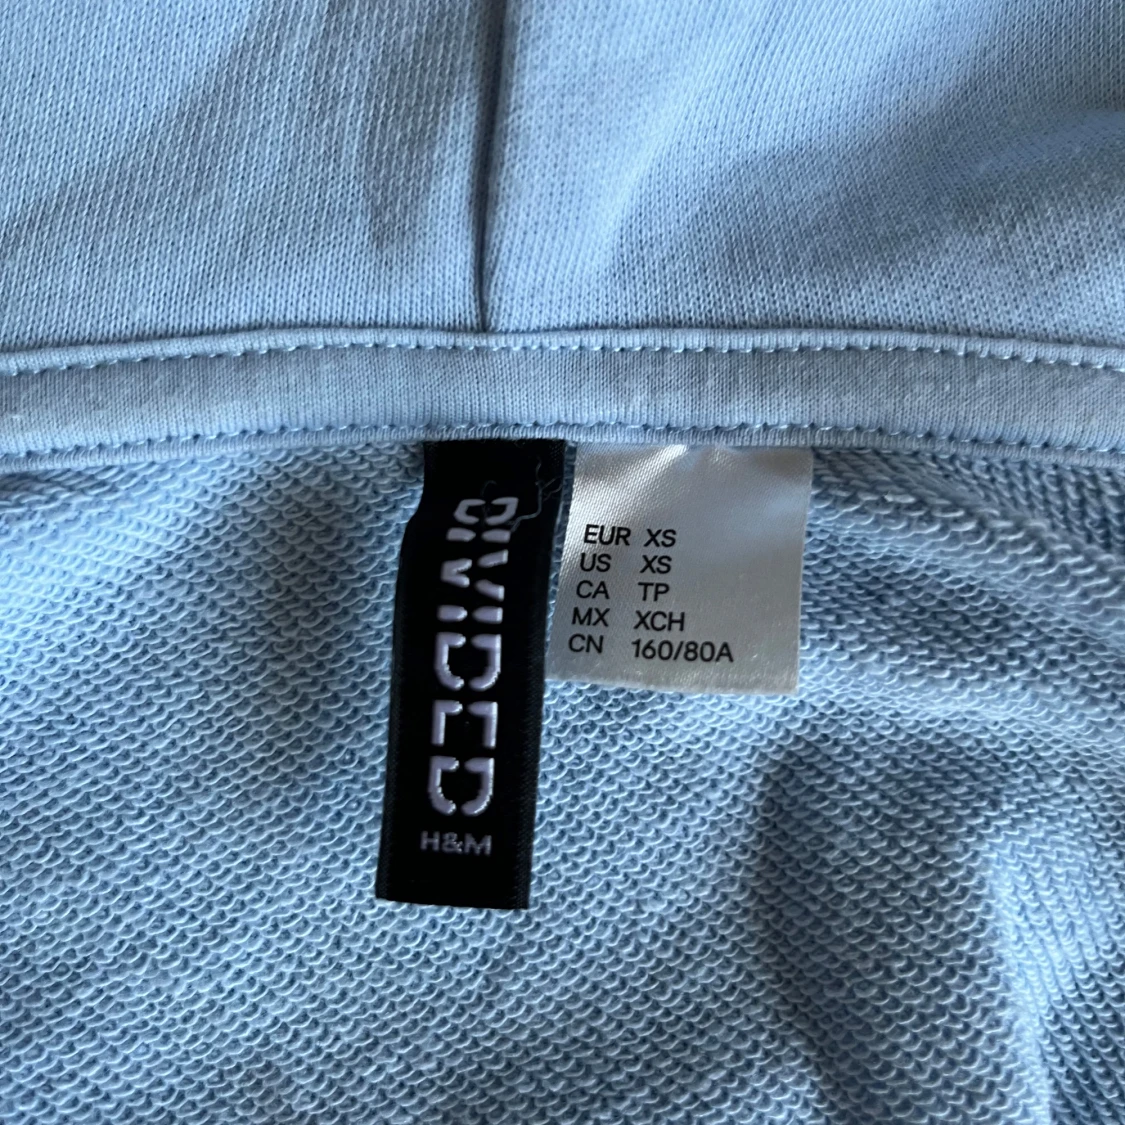 DIVIDED
H&M
EUR XS
US XS
CA TP
MX XCH
CN 160/80A